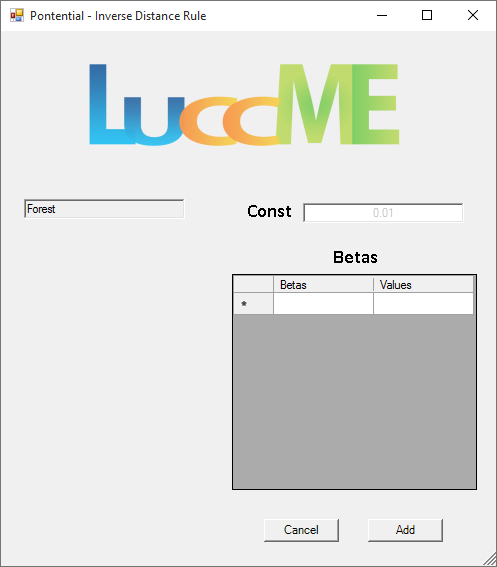 Pontential - Inverse Distance Rule
LuccME
Forest
Const
0.01
Betas
Betas Values
*
Cancel Add